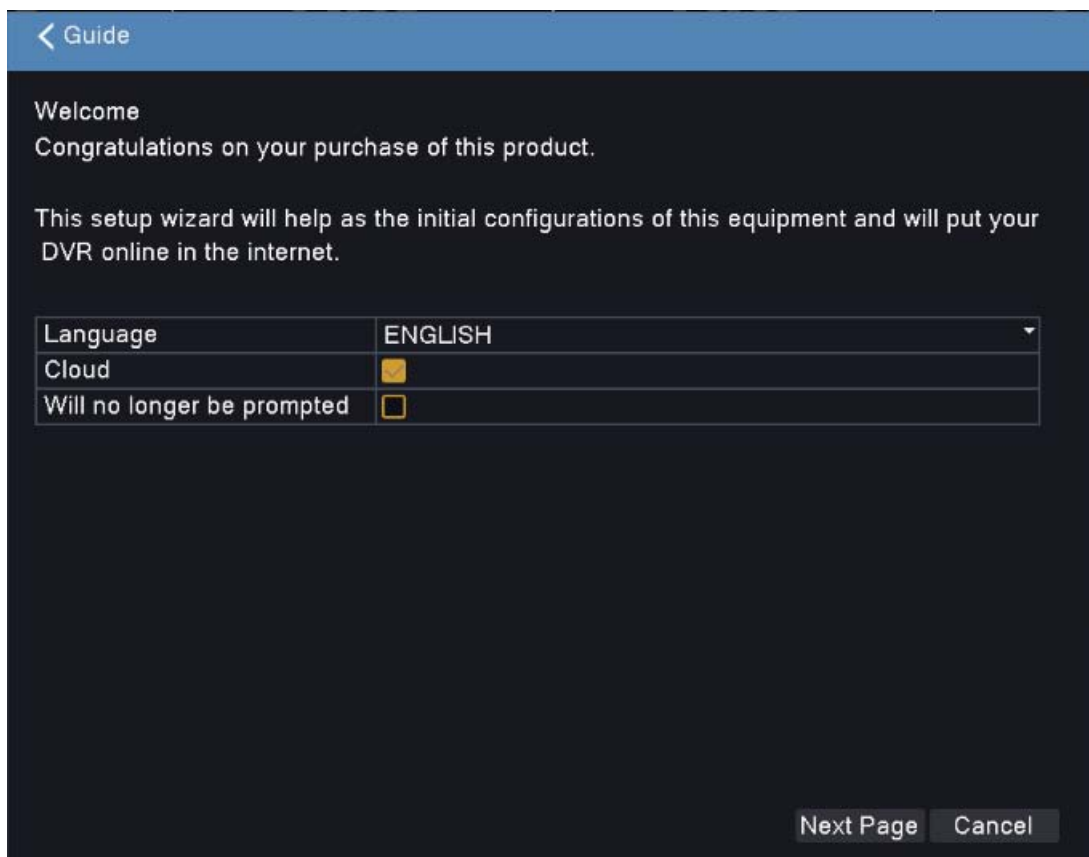 Guide
Welcome
Congratulations on your purchase of this product.
This setup wizard will help as the initial configurations of this equipment and will put your
DVR online in the internet.
Language ENGLISH
Cloud
Will no longer be prompted
Next Page Cancel